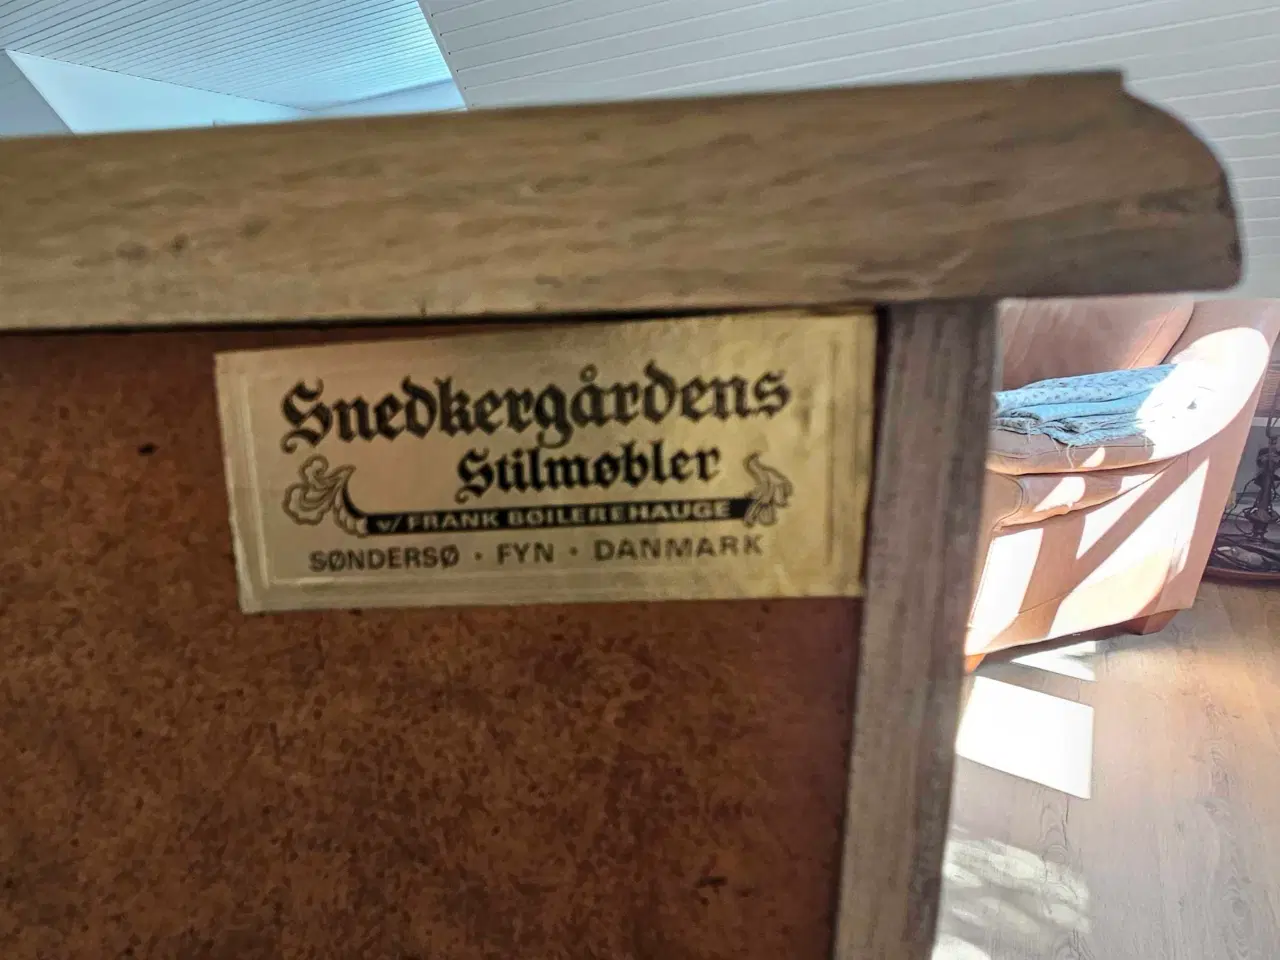 Snedkergårdens
Stilmøbler
v/ FRANK BØILEREHAUGE
SØNDERSØ · FYN · DANMARK